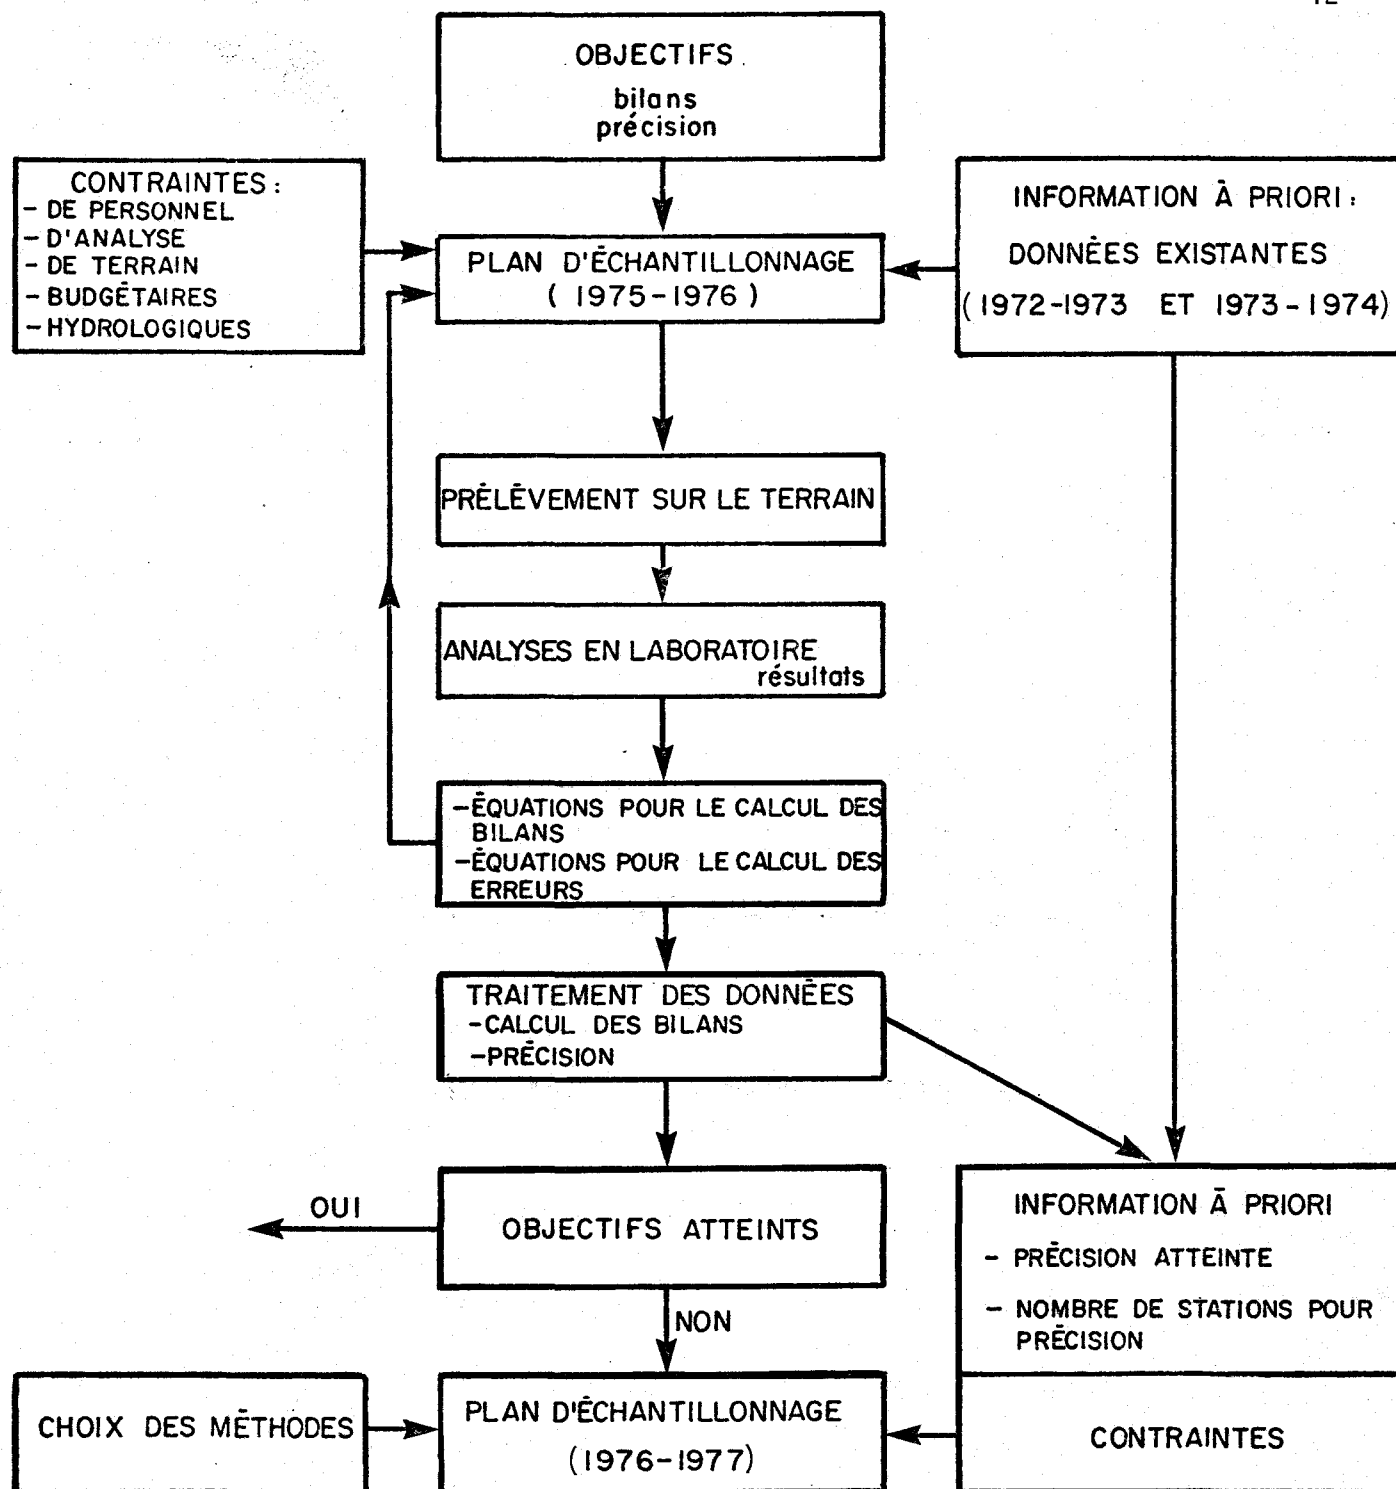 OBJECTIFS
bilans
précision
CONTRAINTES :
- DE PERSONNEL
- D'ANALYSE
- DE TERRAIN
- BUDGÉTAIRES
- HYDROLOGIQUES
PLAN D'ÉCHANTILLONNAGE
( 1975-1976 )
INFORMATION À PRIORI :
DONNÉES EXISTANTES
(1972-1973 ET 1973-1974)
PRÉLÈVEMENT SUR LE TERRAIN
ANALYSES EN LABORATOIRE
résultats
-ÉQUATIONS POUR LE CALCUL DES
BILANS
-ÉQUATIONS POUR LE CALCUL DES
ERREURS
TRAITEMENT DES DONNÉES
-CALCUL DES BILANS
-PRÉCISION
OUI
OBJECTIFS ATTEINTS
NON
INFORMATION À PRIORI
- PRÉCISION ATTEINTE
- NOMBRE DE STATIONS POUR
PRÉCISION
CHOIX DES MÉTHODES
PLAN D'ÉCHANTILLONNAGE
(1976-1977)
CONTRAINTES